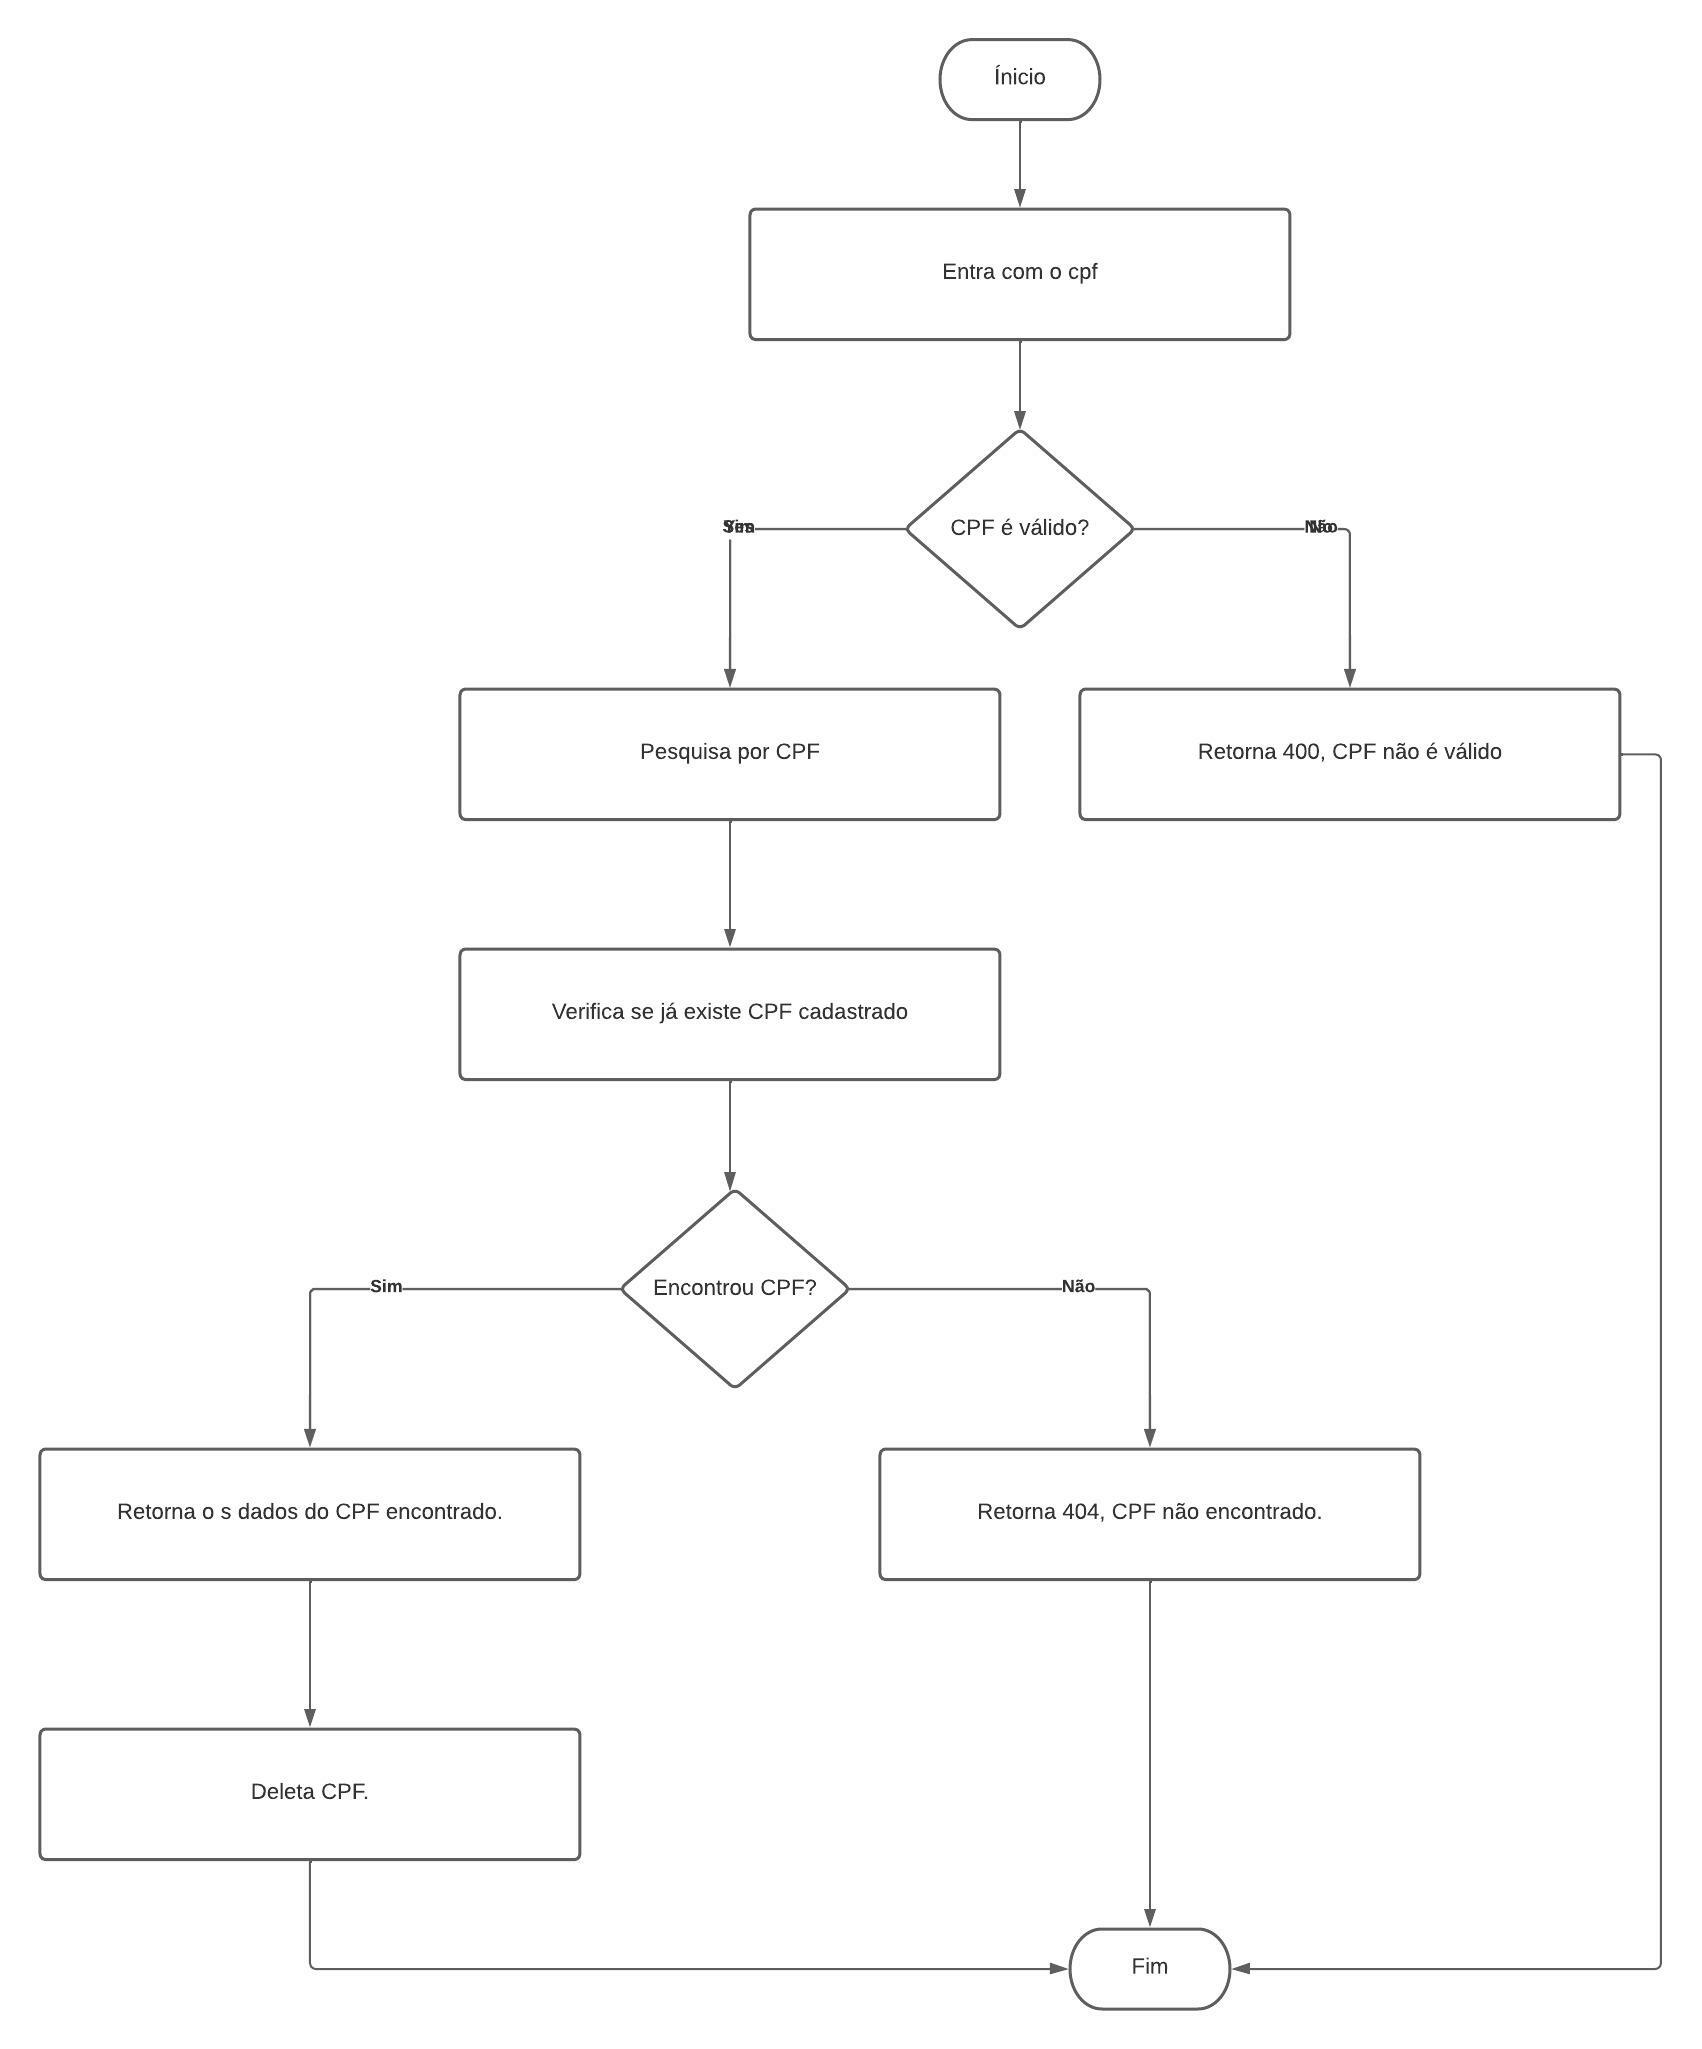 Ínicio
Entra com o cpf
CPF é válido?
Sim
Yes
No
Não
Pesquisa por CPF
Retorna 400, CPF não é válido
Verifica se já existe CPF cadastrado
Encontrou CPF?
Sim
Não
Retorna o s dados do CPF encontrado.
Retorna 404, CPF não encontrado.
Deleta CPF.
Fim